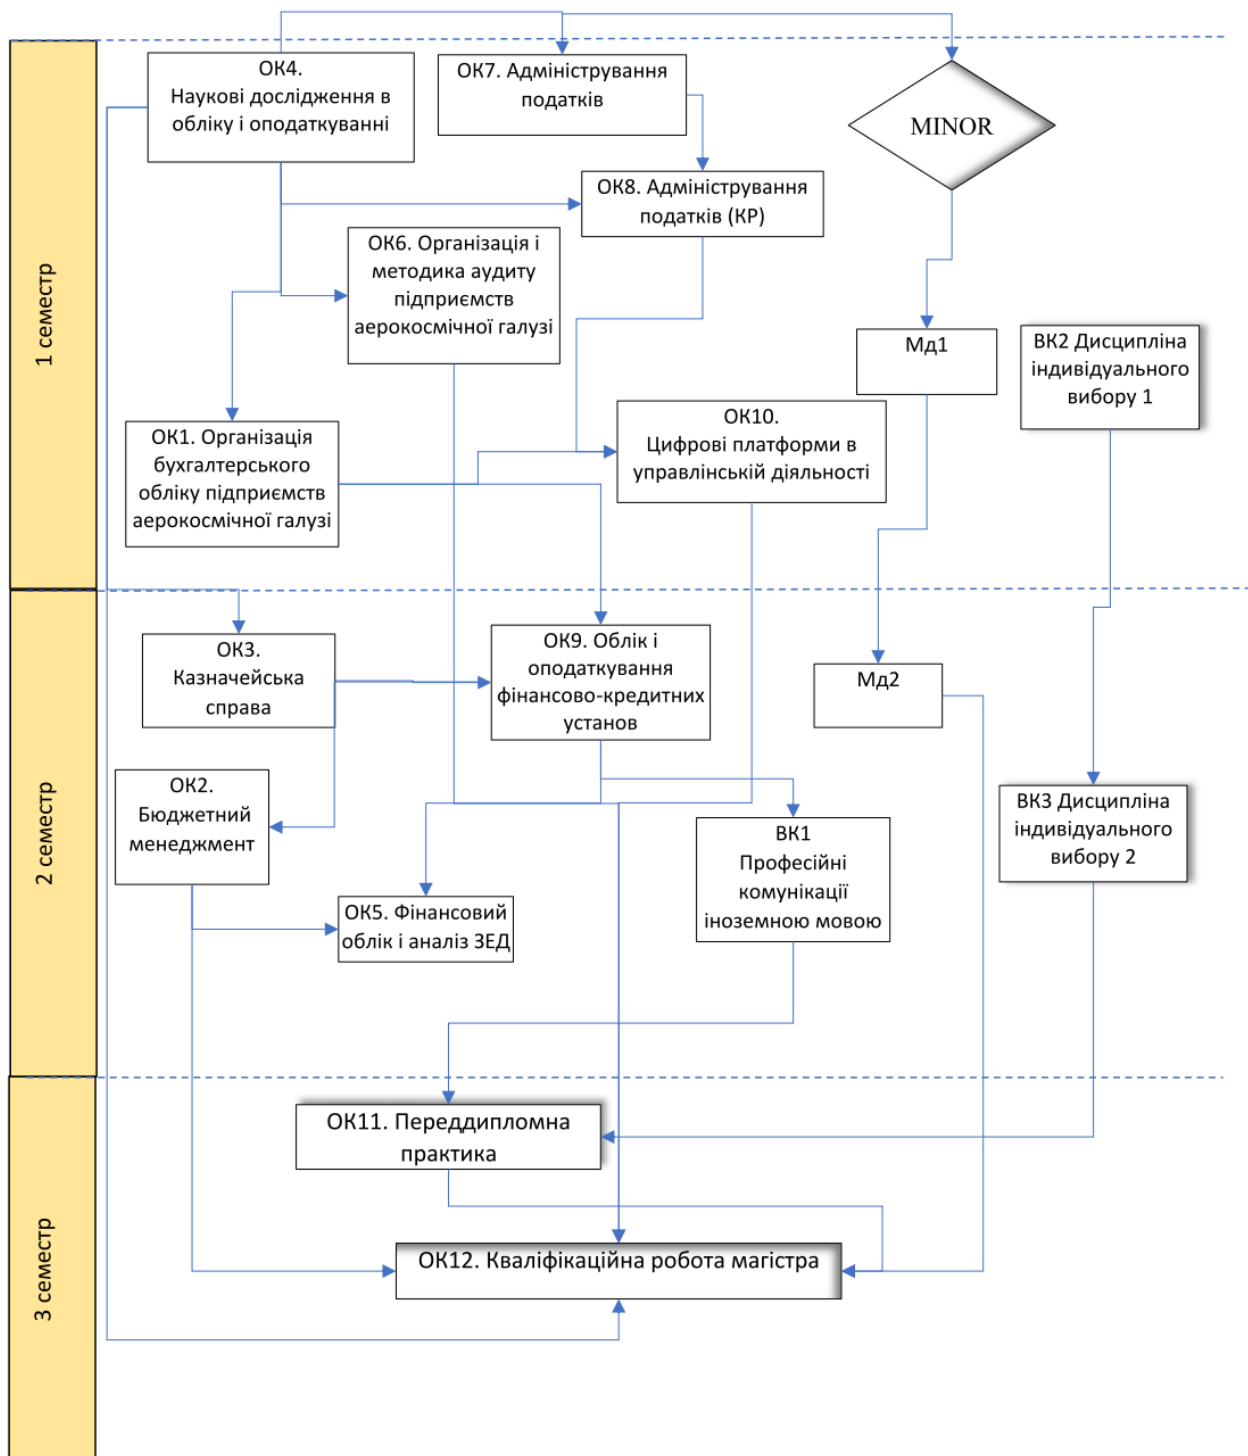 1 семестр
ОК4.
Наукові дослідження в
обліку і оподаткуванні
ОК7. Адміністрування
податків
MINOR
ОК8. Адміністрування
податків (КР)
ОК6. Організація і
методика аудиту
підприємств
аерокосмічної галузі
Мд1
ВК2 Дисципліна
індивідуального
вибору 1
ОК1. Організація
бухгалтерського
обліку підприємств
аерокосмічної галузі
ОК10.
Цифрові платформи в
управлінській діяльності
2 семестр
ОК3.
Казначейська
справа
ОК9. Облік і
оподаткування
фінансово-кредитних
установ
Мд2
ОК2.
Бюджетний
менеджмент
ВК1
Професійні
комунікації
іноземною мовою
ВК3 Дисципліна
індивідуального
вибору 2
ОК5. Фінансовий
облік і аналіз ЗЕД
3 семестр
ОК11. Переддипломна
практика
ОК12. Кваліфікаційна робота магістра